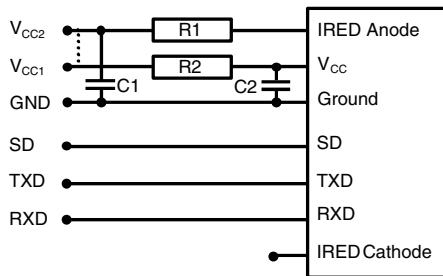 VCC2 R1 IRED Anode
VCC1 R2 VCC
C1 C2
GND Ground
SD SD
TXD TXD
RXD RXD
IRED Cathode